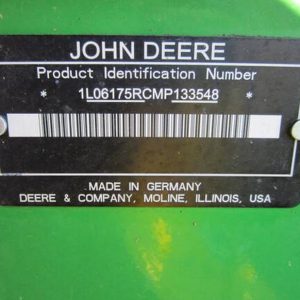 JOHN DEERE
Product Identification Number
* 1L06175RCMP133548 *
MADE IN GERMANY
DEERE & COMPANY, MOLINE, ILLINOIS, USA